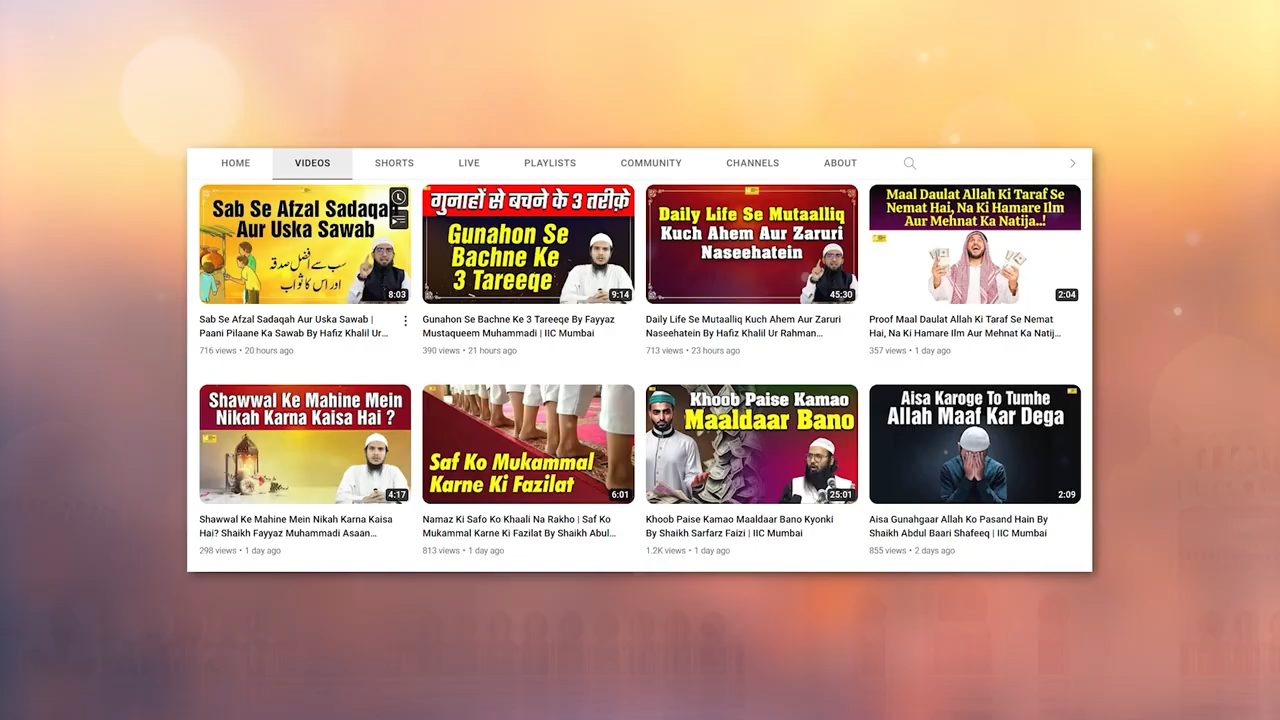 HOME VIDEOS SHORTS LIVE PLAYLISTS COMMUNITY CHANNELS ABOUT
Sab Se Afzal Sadaqa
Aur Uska Sawab
سب سے افضل صدقہ
اور اس کا ثواب
8:03
गुनाहों से बचने के 3 तरीक़े
Gunahon Se
Bachne Ke
3 Tareeqe
9:14
Daily Life Se Mutaalliq
Kuch Ahem Aur Zaruri
Naseehatein
45:30
Maal Daulat Allah Ki Taraf Se
Nemat Hai, Na Ki Hamare Ilm
Aur Mehnat Ka Natija..!
2:04
Sab Se Afzal Sadaqah Aur Uska Sawab |
Paani Pilaane Ka Sawab By Hafiz Khalil Ur...
716 views • 20 hours ago
Gunahon Se Bachne Ke 3 Tareeqe By Fayyaz
Mustaqueem Muhammadi | IIC Mumbai
390 views • 21 hours ago
Daily Life Se Mutaalliq Kuch Ahem Aur Zaruri
Naseehatein By Hafiz Khalil Ur Rahman...
713 views • 23 hours ago
Proof Maal Daulat Allah Ki Taraf Se Nemat
Hai, Na Ki Hamare Ilm Aur Mehnat Ka Natij...
357 views • 1 day ago
Shawwal Ke Mahine Mein
Nikah Karna Kaisa Hai ?
4:17
Saf Ko Mukammal
Karne Ki Fazilat
6:01
Khoob Paise Kamao
Maaldaar Bano
25:01
Aisa Karoge To Tumhe
Allah Maaf Kar Dega
2:09
Shawwal Ke Mahine Mein Nikah Karna Kaisa
Hai? Shaikh Fayyaz Muhammadi Asaan...
298 views • 1 day ago
Namaz Ki Safo Ko Khaali Na Rakho | Saf Ko
Mukammal Karne Ki Fazilat By Shaikh Abul...
813 views • 1 day ago
Khoob Paise Kamao Maaldaar Bano Kyonki
By Shaikh Sarfarz Faizi | IIC Mumbai
1.2K views • 1 day ago
Aisa Gunahgaar Allah Ko Pasand Hain By
Shaikh Abdul Baari Shafeeq | IIC Mumbai
855 views • 2 days ago